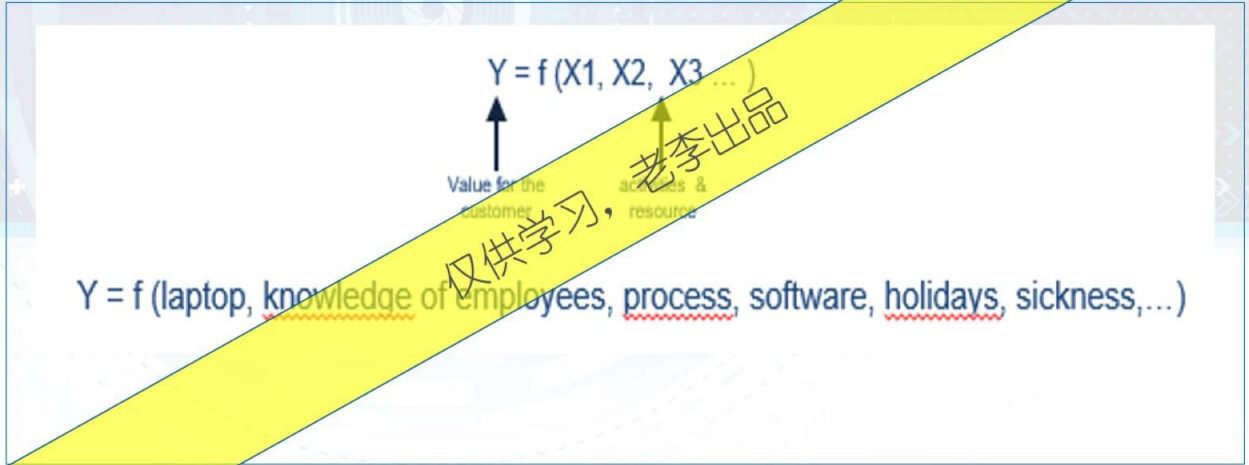 Y = f (X1, X2, X3 ... )
Value for the
customer
activities &
resource
仅供学习，老李出品
Y = f (laptop, knowledge of employees, process, software, holidays, sickness,...)